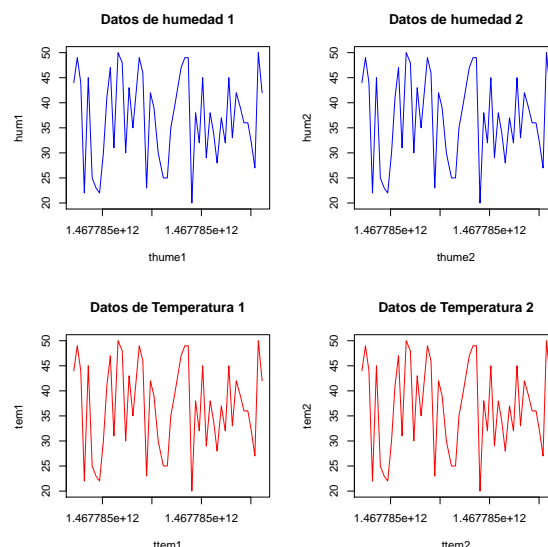 Datos de humedad 1
hum1
50
45
40
35
30
25
20
1.467785e+12 1.467785e+12
thume1
Datos de humedad 2
hum2
50
45
40
35
30
25
20
1.467785e+12 1.467785e+12
thume2
Datos de Temperatura 1
tem1
50
45
40
35
30
25
20
1.467785e+12 1.467785e+12
ttem1
Datos de Temperatura 2
tem2
50
45
40
35
30
25
20
1.467785e+12 1.467785e+12
ttem2